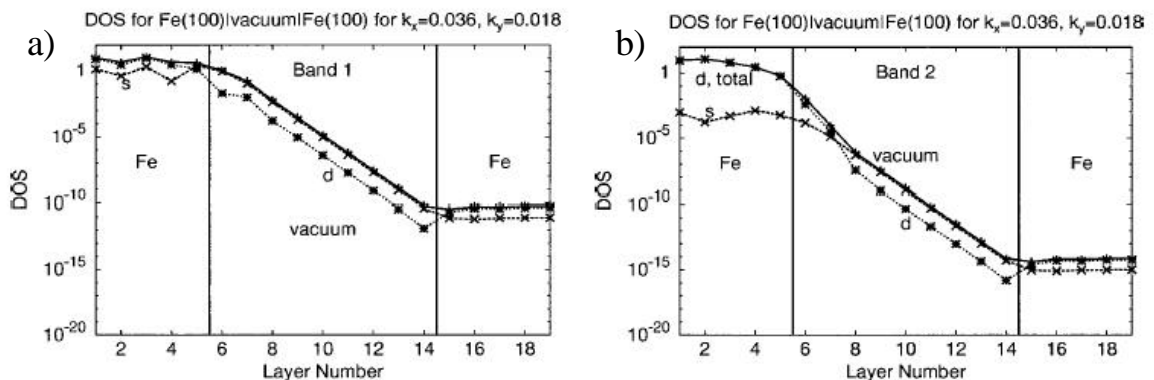 DOS for Fe(100)|vacuum|Fe(100) for kx=0.036, ky=0.018
a)
1
10^-5
10^-10
10^-15
10^-20
DOS
Band 1
s
Fe
Fe
d
vacuum
2 4 6 8 10 12 14 16 18
Layer Number
DOS for Fe(100)|vacuum|Fe(100) for kx=0.036, ky=0.018
b)
1
10^-5
10^-10
10^-15
10^-20
DOS
Band 2
d, total
s
vacuum
Fe
Fe
d
2 4 6 8 10 12 14 16 18
Layer Number